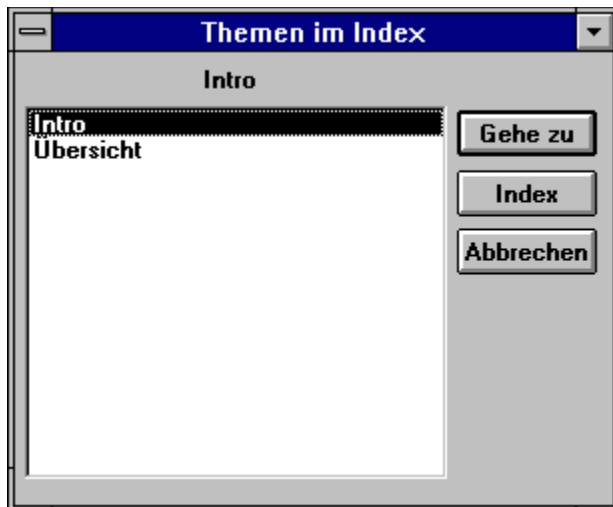 Themen im Index
Intro
Intro
Übersicht
Gehe zu
Index
Abbrechen